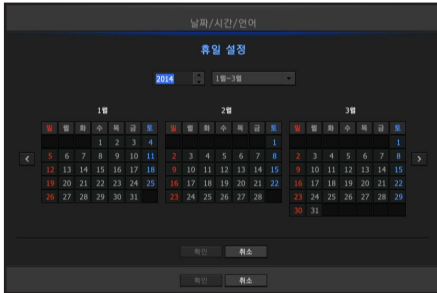 날짜/시간/언어
휴일 설정
2014 1월~3월
1월 2월 3월
일 월 화 수 목 금 토 일 월 화 수 목 금 토 일 월 화 수 목 금 토
1 2 3 4 1 1
5 6 7 8 9 10 11 2 3 4 5 6 7 8 2 3 4 5 6 7 8
12 13 14 15 16 17 18 9 10 11 12 13 14 15 9 10 11 12 13 14 15
19 20 21 22 23 24 25 16 17 18 19 20 21 22 16 17 18 19 20 21 22
26 27 28 29 30 31 23 24 25 26 27 28 23 24 25 26 27 28 29
30 31
확인 취소
확인 취소